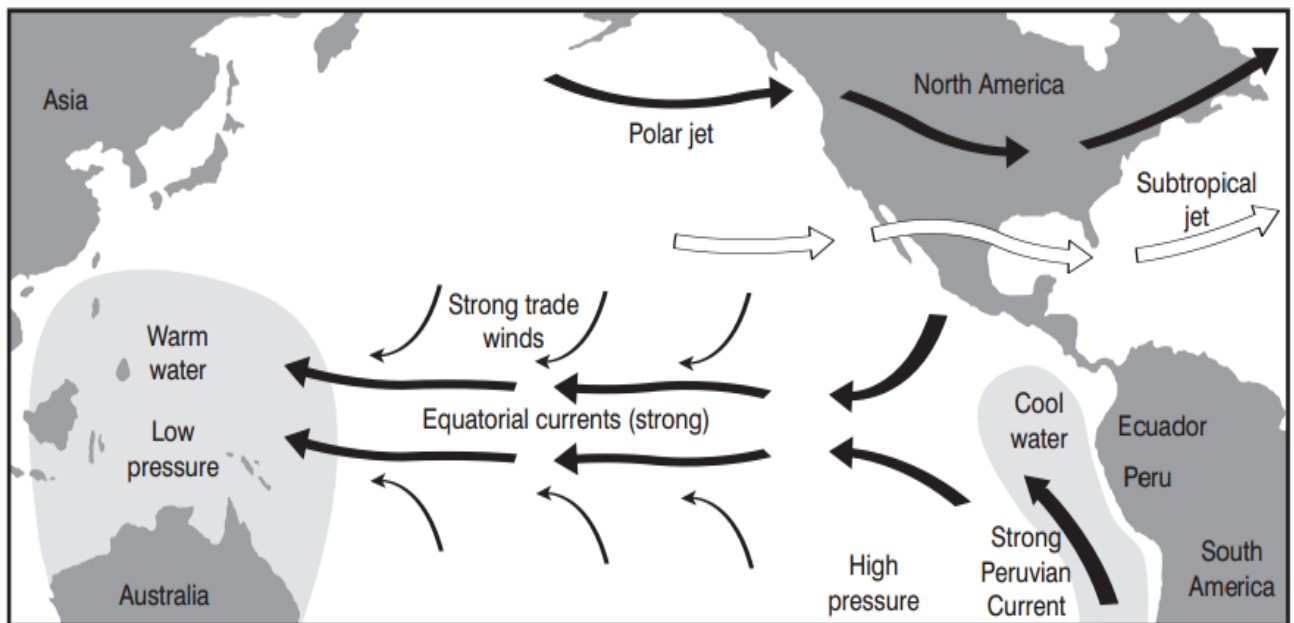 Asia
North America
Polar jet
Subtropical
jet
Strong trade
winds
Warm
water
Equatorial currents (strong)
Low
pressure
Cool
water
Ecuador
Peru
Strong
Peruvian
Current
High
pressure
South
America
Australia